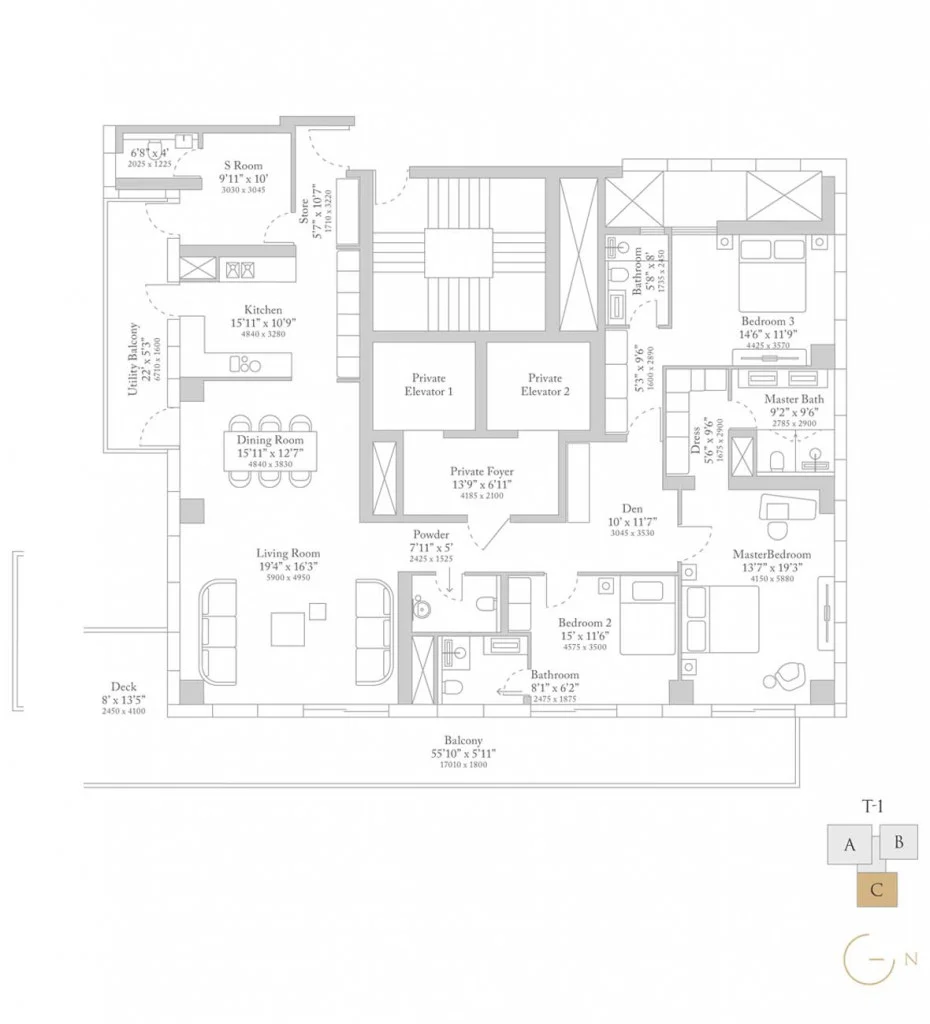 6'8" x 4'
2025 x 1225
S Room
9'11" x 10'
3030 x 3045
Store
5'7" x 10'7"
1710 x 3220
Bathroom
5'8" x 8'
1735 x 2450
Bedroom 3
14'6" x 11'9"
4425 x 3570
Kitchen
15'11" x 10'9"
4840 x 3280
Utility Balcony
22' x 5'3"
6710 x 1600
Private
Elevator 1
Private
Elevator 2
5'3" x 9'6"
1600 x 2890
Master Bath
9'2" x 9'6"
2785 x 2900
Dress
5'6" x 9'6"
1675 x 2900
Dining Room
15'11" x 12'7"
4840 x 3830
Private Foyer
13'9" x 6'11"
4185 x 2100
Den
10' x 11'7"
3045 x 3530
Powder
7'11" x 5'
2425 x 1525
Living Room
19'4" x 16'3"
5900 x 4950
MasterBedroom
13'7" x 19'3"
4150 x 5880
Bedroom 2
15' x 11'6"
4575 x 3500
Bathroom
8'1" x 6'2"
2475 x 1875
Deck
8' x 13'5"
2450 x 4100
Balcony
55'10" x 5'11"
17010 x 1800
T-1
A
B
C
N